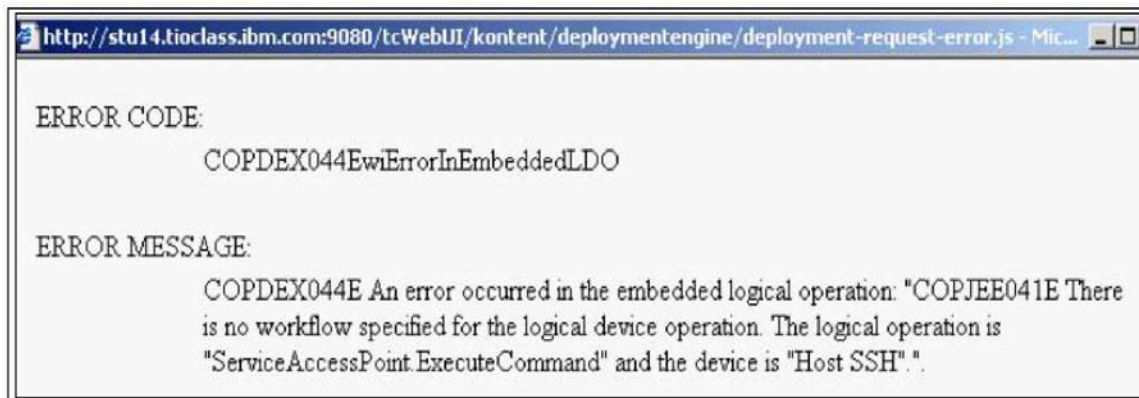 http://stu14.tioclass.ibm.com:9080/tcWebUI/kontent/deploymentengine/deployment-request-error.js - Mic...
ERROR CODE:
COPDEX044EwiErrorInEmbeddedLDO
ERROR MESSAGE:
COPDEX044E An error occurred in the embedded logical operation: "COPJEE041E There
is no workflow specified for the logical device operation. The logical operation is
"ServiceAccessPoint.ExecuteCommand" and the device is "Host SSH".".